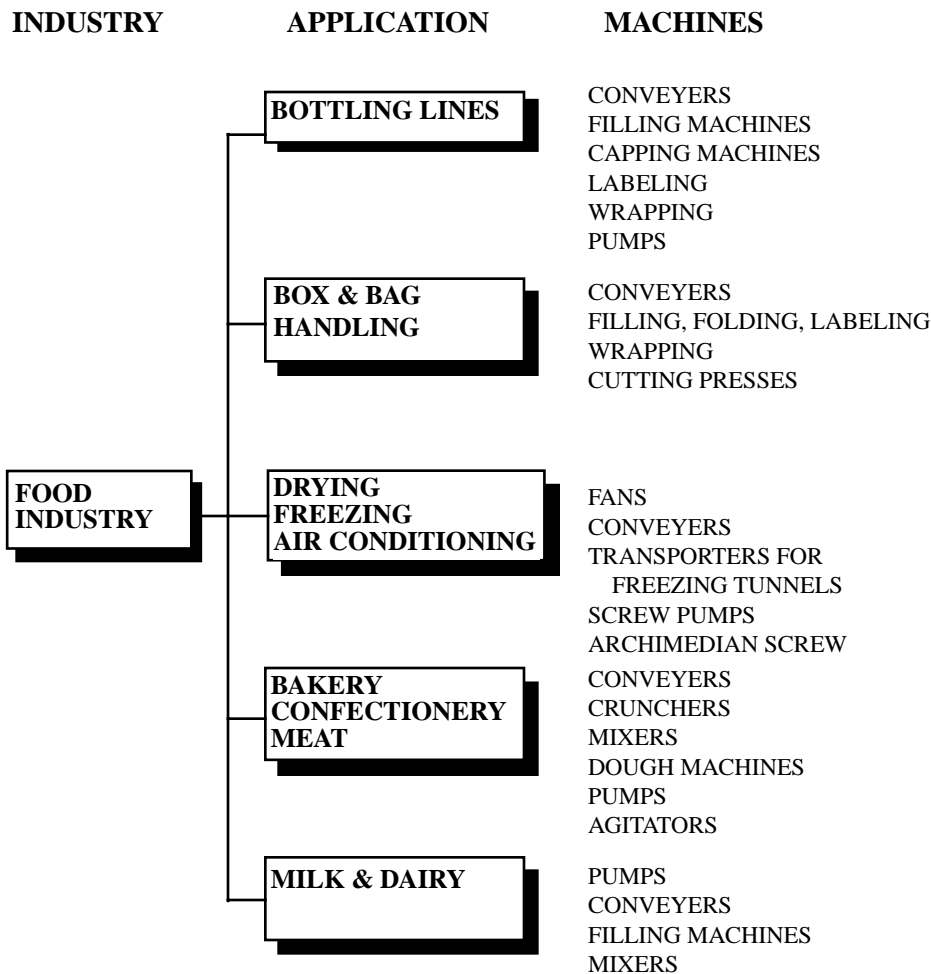 INDUSTRY APPLICATION MACHINES
BOTTLING LINES
CONVEYERS
FILLING MACHINES
CAPPING MACHINES
LABELING
WRAPPING
PUMPS
BOX & BAG
HANDLING
CONVEYERS
FILLING, FOLDING, LABELING
WRAPPING
CUTTING PRESSES
FOOD
INDUSTRY
DRYING
FREEZING
AIR CONDITIONING
FANS
CONVEYERS
TRANSPORTERS FOR
FREEZING TUNNELS
SCREW PUMPS
ARCHIMEDIAN SCREW
BAKERY
CONFECTIONERY
MEAT
CONVEYERS
CRUNCHERS
MIXERS
DOUGH MACHINES
PUMPS
AGITATORS
MILK & DAIRY
PUMPS
CONVEYERS
FILLING MACHINES
MIXERS